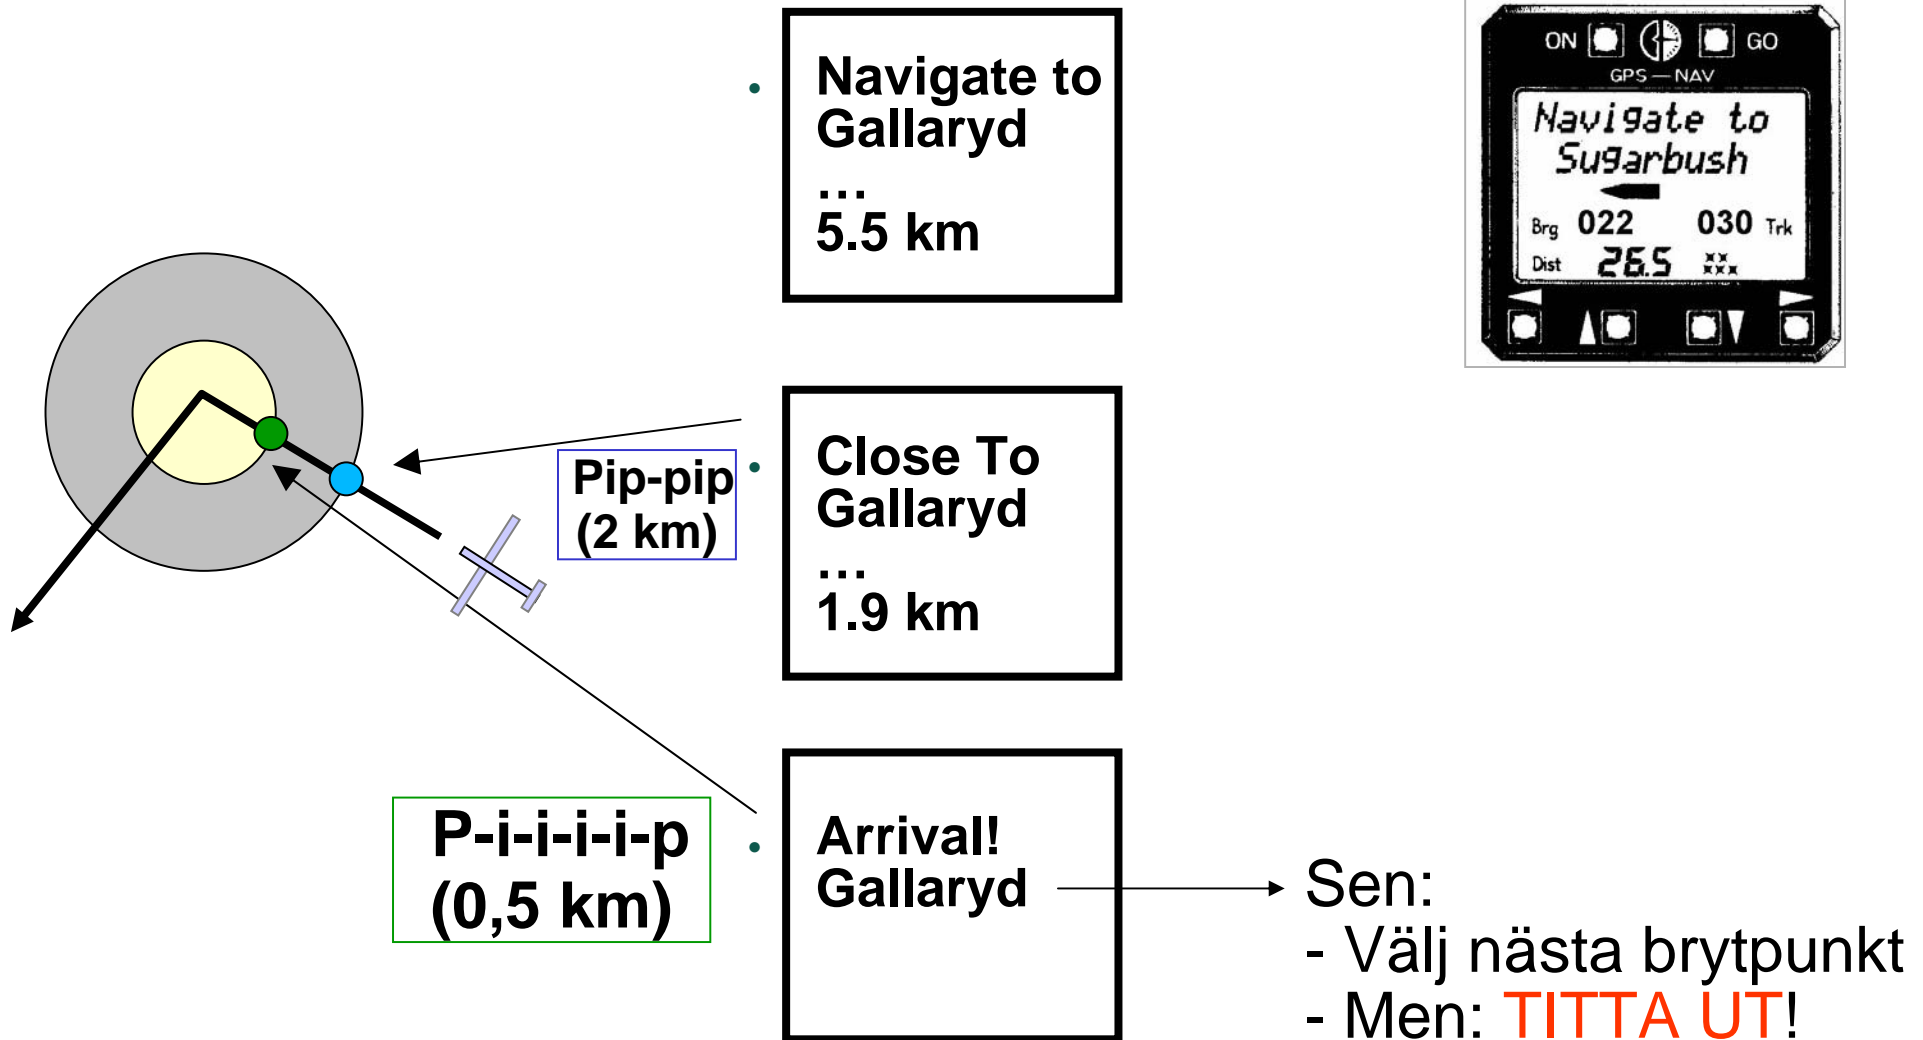 Navigate to
Gallaryd
…
5.5 km
ON GO
GPS — NAV
Navigate to
Sugarbush
Brg 022 030 Trk
Dist 26.5
Pip-pip
(2 km)
Close To
Gallaryd
…
1.9 km
P-i-i-i-i-p
(0,5 km)
Arrival!
Gallaryd
Sen:
- Välj nästa brytpunkt
- Men: TITTA UT!